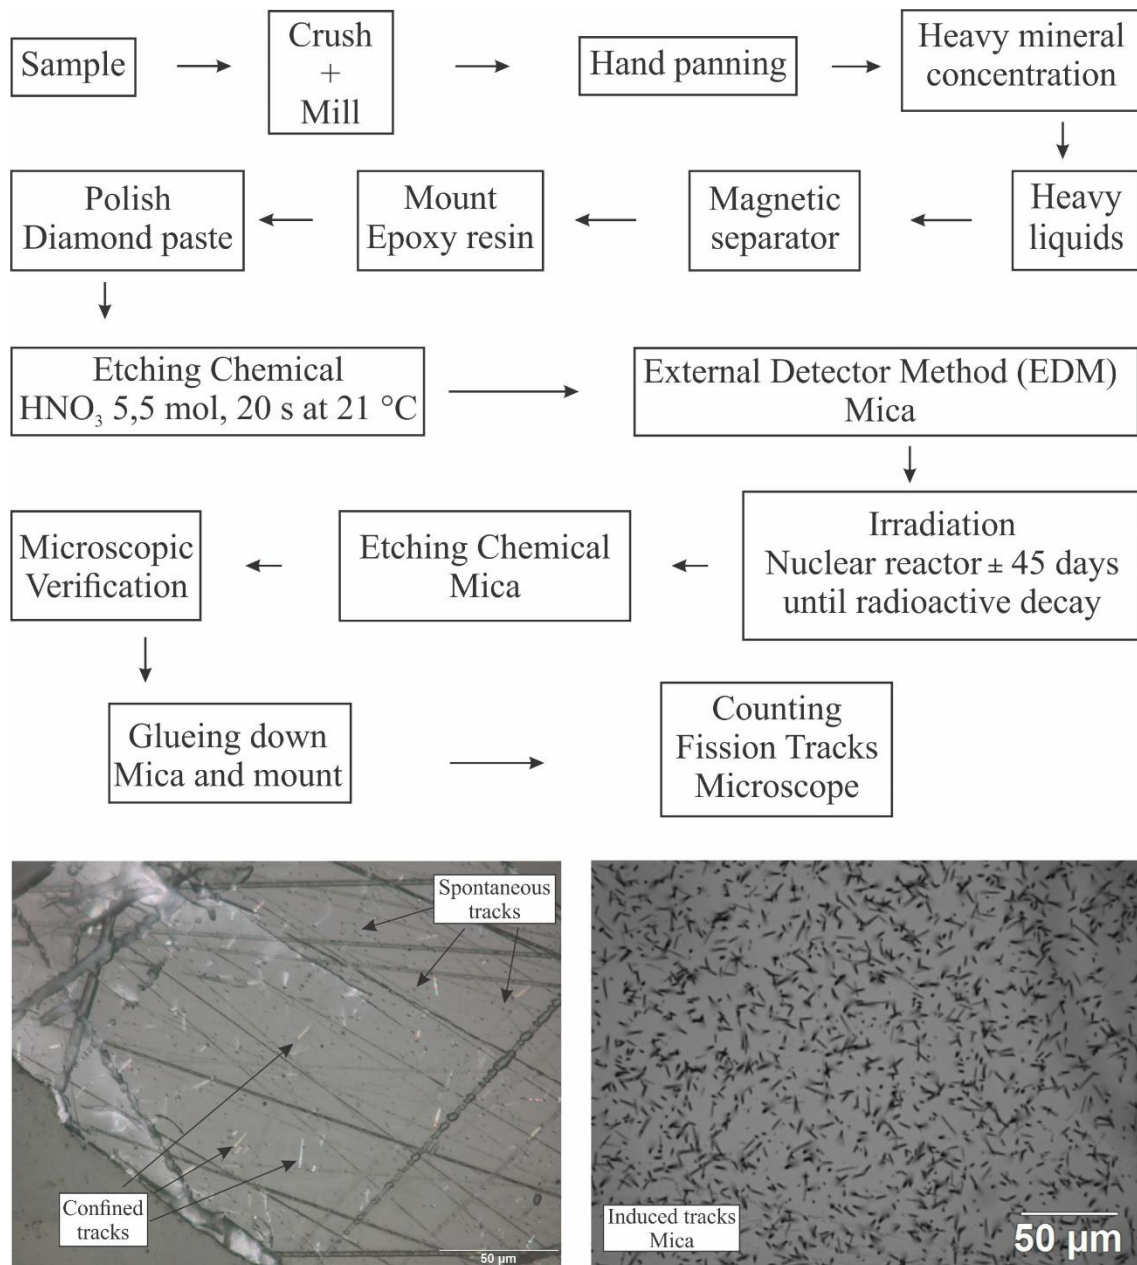 Sample
Crush
+
Mill
Hand panning
Heavy mineral
concentration
Heavy
liquids
Magnetic
separator
Mount
Epoxy resin
Polish
Diamond paste
Etching Chemical
HNO₃ 5,5 mol, 20 s at 21 °C
External Detector Method (EDM)
Mica
Irradiation
Nuclear reactor ± 45 days
until radioactive decay
Etching Chemical
Mica
Microscopic
Verification
Glueing down
Mica and mount
Counting
Fission Tracks
Microscope
Spontaneous
tracks
Confined
tracks
50 µm
Induced tracks
Mica
50 µm